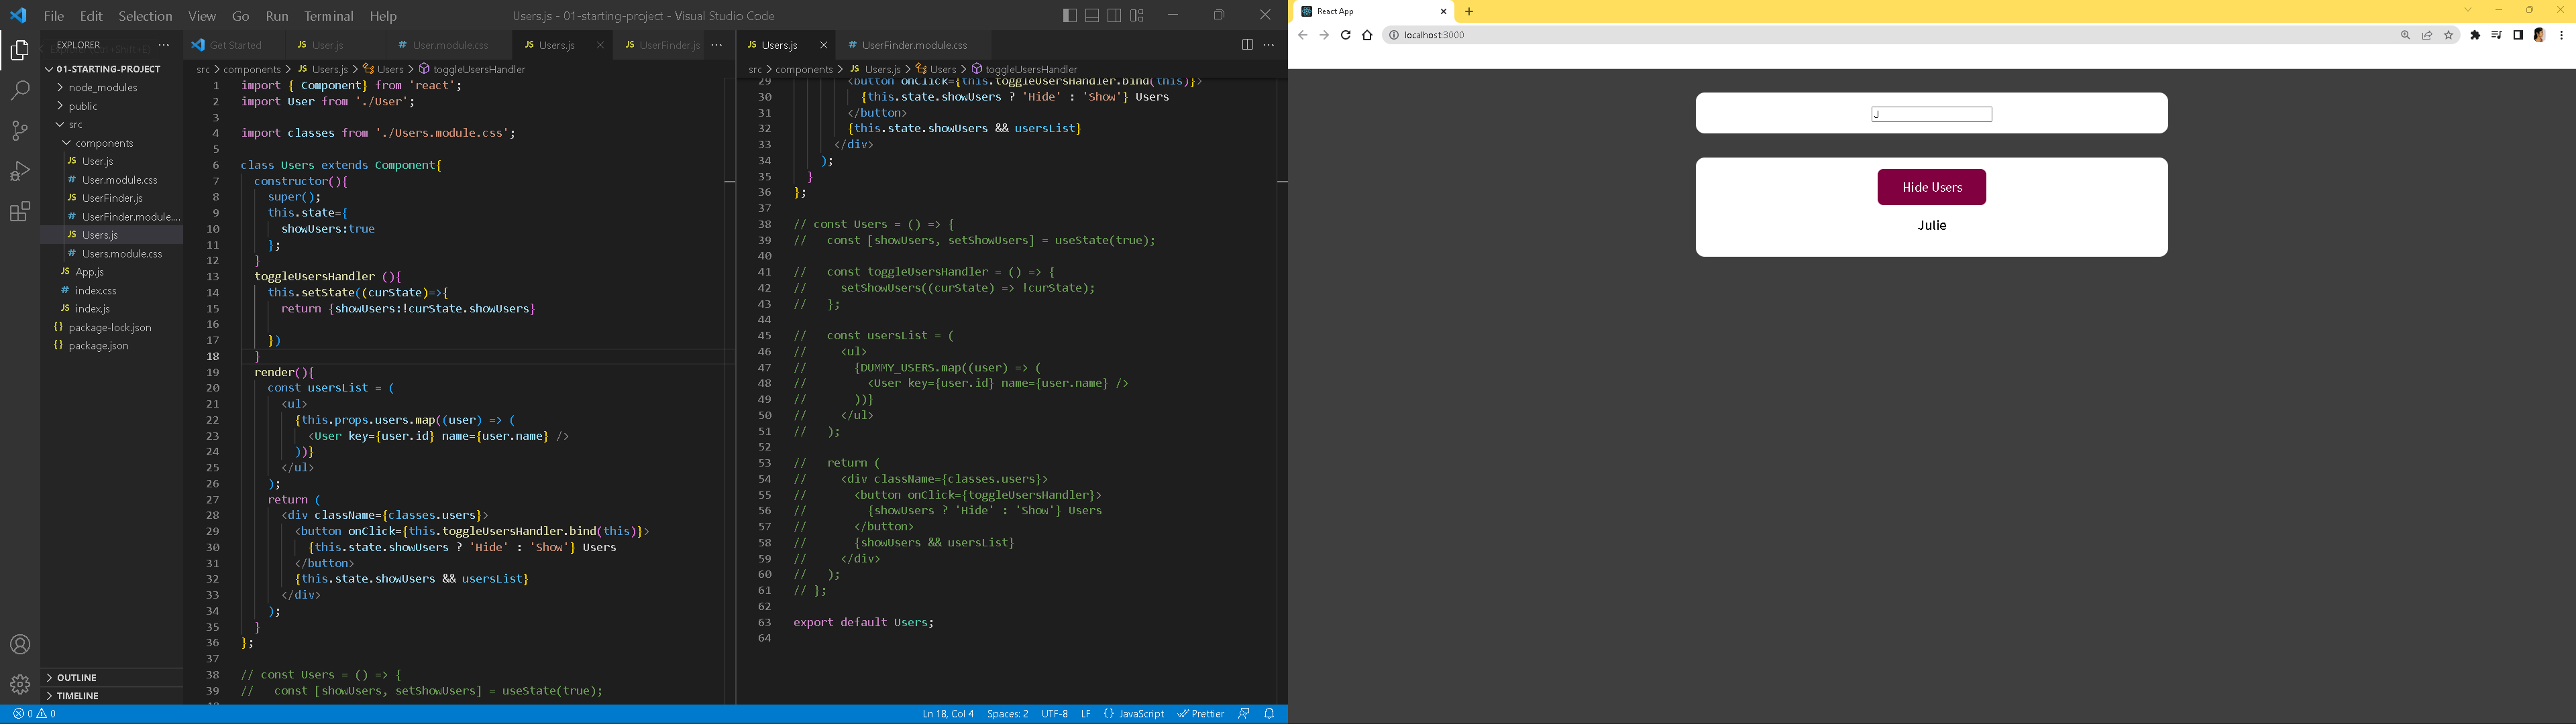 File Edit Selection View Go Run Terminal Help
Users.js - 01-starting-project - Visual Studio Code
EXPLORER
01-STARTING-PROJECT
node_modules
public
src
components
JS User.js
# User.module.css
JS UserFinder.js
# UserFinder.module....
JS Users.js
# Users.module.css
JS App.js
# index.css
JS index.js
{} package-lock.json
{} package.json
OUTLINE
TIMELINE
Get Started
JS User.js
# User.module.css
JS Users.js
JS UserFinder.js
src > components > JS Users.js > Users > toggleUsersHandler
1 import { Component} from 'react';
2 import User from './User';
3
4 import classes from './Users.module.css';
5
6 class Users extends Component{
7 constructor(){
8 super();
9 this.state={
10 showUsers:true
11 };
12 }
13 toggleUsersHandler (){
14 this.setState((curState)=>{
15 return {showUsers:!curState.showUsers}
16
17 })
18 }
19 render(){
20 const usersList = (
21 <ul>
22 {this.props.users.map((user) => (
23 <User key={user.id} name={user.name} />
24 ))}
25 </ul>
26 );
27 return (
28 <div className={classes.users}>
29 <button onClick={this.toggleUsersHandler.bind(this)}>
30 {this.state.showUsers ? 'Hide' : 'Show'} Users
31 </button>
32 {this.state.showUsers && usersList}
33 </div>
34 );
35 }
36 };
37
38 // const Users = () => {
39 // const [showUsers, setShowUsers] = useState(true);
JS Users.js
# UserFinder.module.css
src > components > JS Users.js > Users > toggleUsersHandler
29 <button onClick={this.toggleUsersHandler.bind(this)}>
30 {this.state.showUsers ? 'Hide' : 'Show'} Users
31 </button>
32 {this.state.showUsers && usersList}
33 </div>
34 );
35 }
36 };
37
38 // const Users = () => {
39 // const [showUsers, setShowUsers] = useState(true);
40
41 // const toggleUsersHandler = () => {
42 // setShowUsers((curState) => !curState);
43 // };
44
45 // const usersList = (
46 // <ul>
47 // {DUMMY_USERS.map((user) => (
48 // <User key={user.id} name={user.name} />
49 // ))}
50 // </ul>
51 // );
52
53 // return (
54 // <div className={classes.users}>
55 // <button onClick={toggleUsersHandler}>
56 // {showUsers ? 'Hide' : 'Show'} Users
57 // </button>
58 // {showUsers && usersList}
59 // </div>
60 // );
61 // };
62
63 export default Users;
64
0 0
Ln 18, Col 4 Spaces: 2 UTF-8 LF {} JavaScript Prettier
React App
localhost:3000
J
Hide Users
Julie